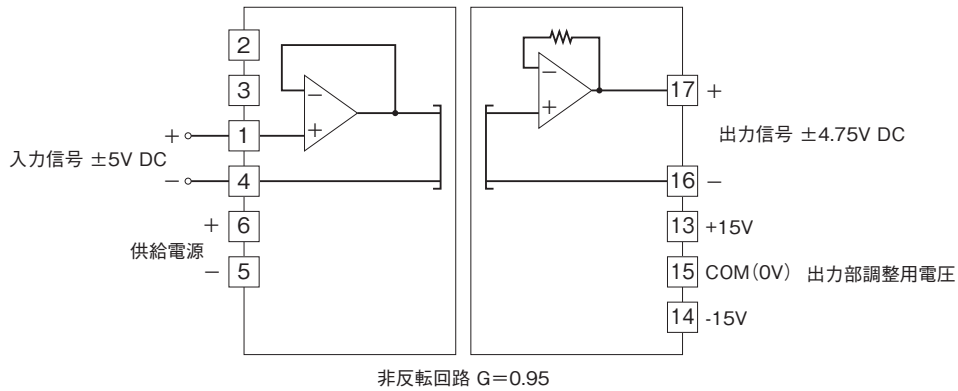 2
3
+ 1
入力信号 ±5V DC
− 4
+ 6
供給電源
− 5
−
+
−
+
17 +
出力信号 ±4.75V DC
16 −
13 +15V
15 COM(0V) 出力部調整用電圧
14 -15V
非反転回路 G=0.95